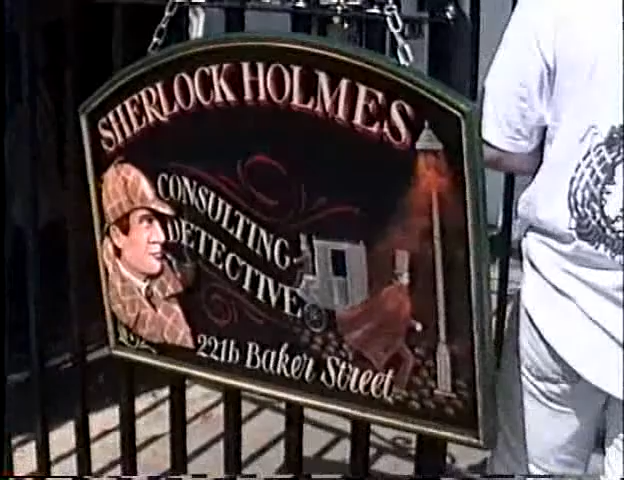 SHERLOCK HOLMES
CONSULTING-
DETECTIVE
221b Baker Street